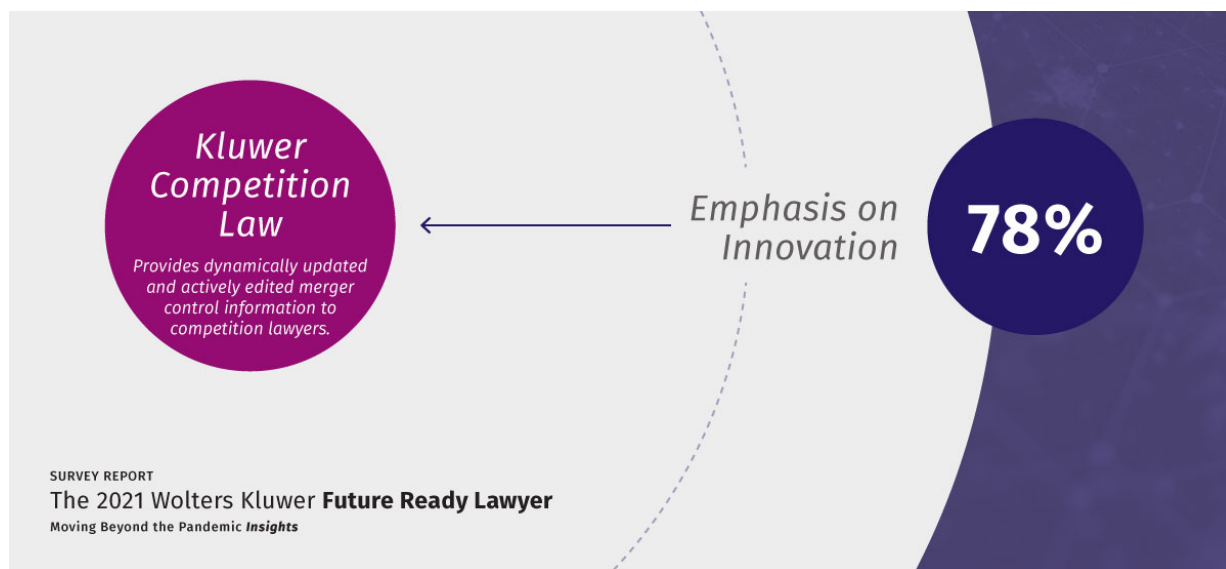 Kluwer
Competition
Law
Provides dynamically updated
and actively edited merger
control information to
competition lawyers.
Emphasis on
Innovation
78%
SURVEY REPORT
The 2021 Wolters Kluwer Future Ready Lawyer
Moving Beyond the Pandemic Insights